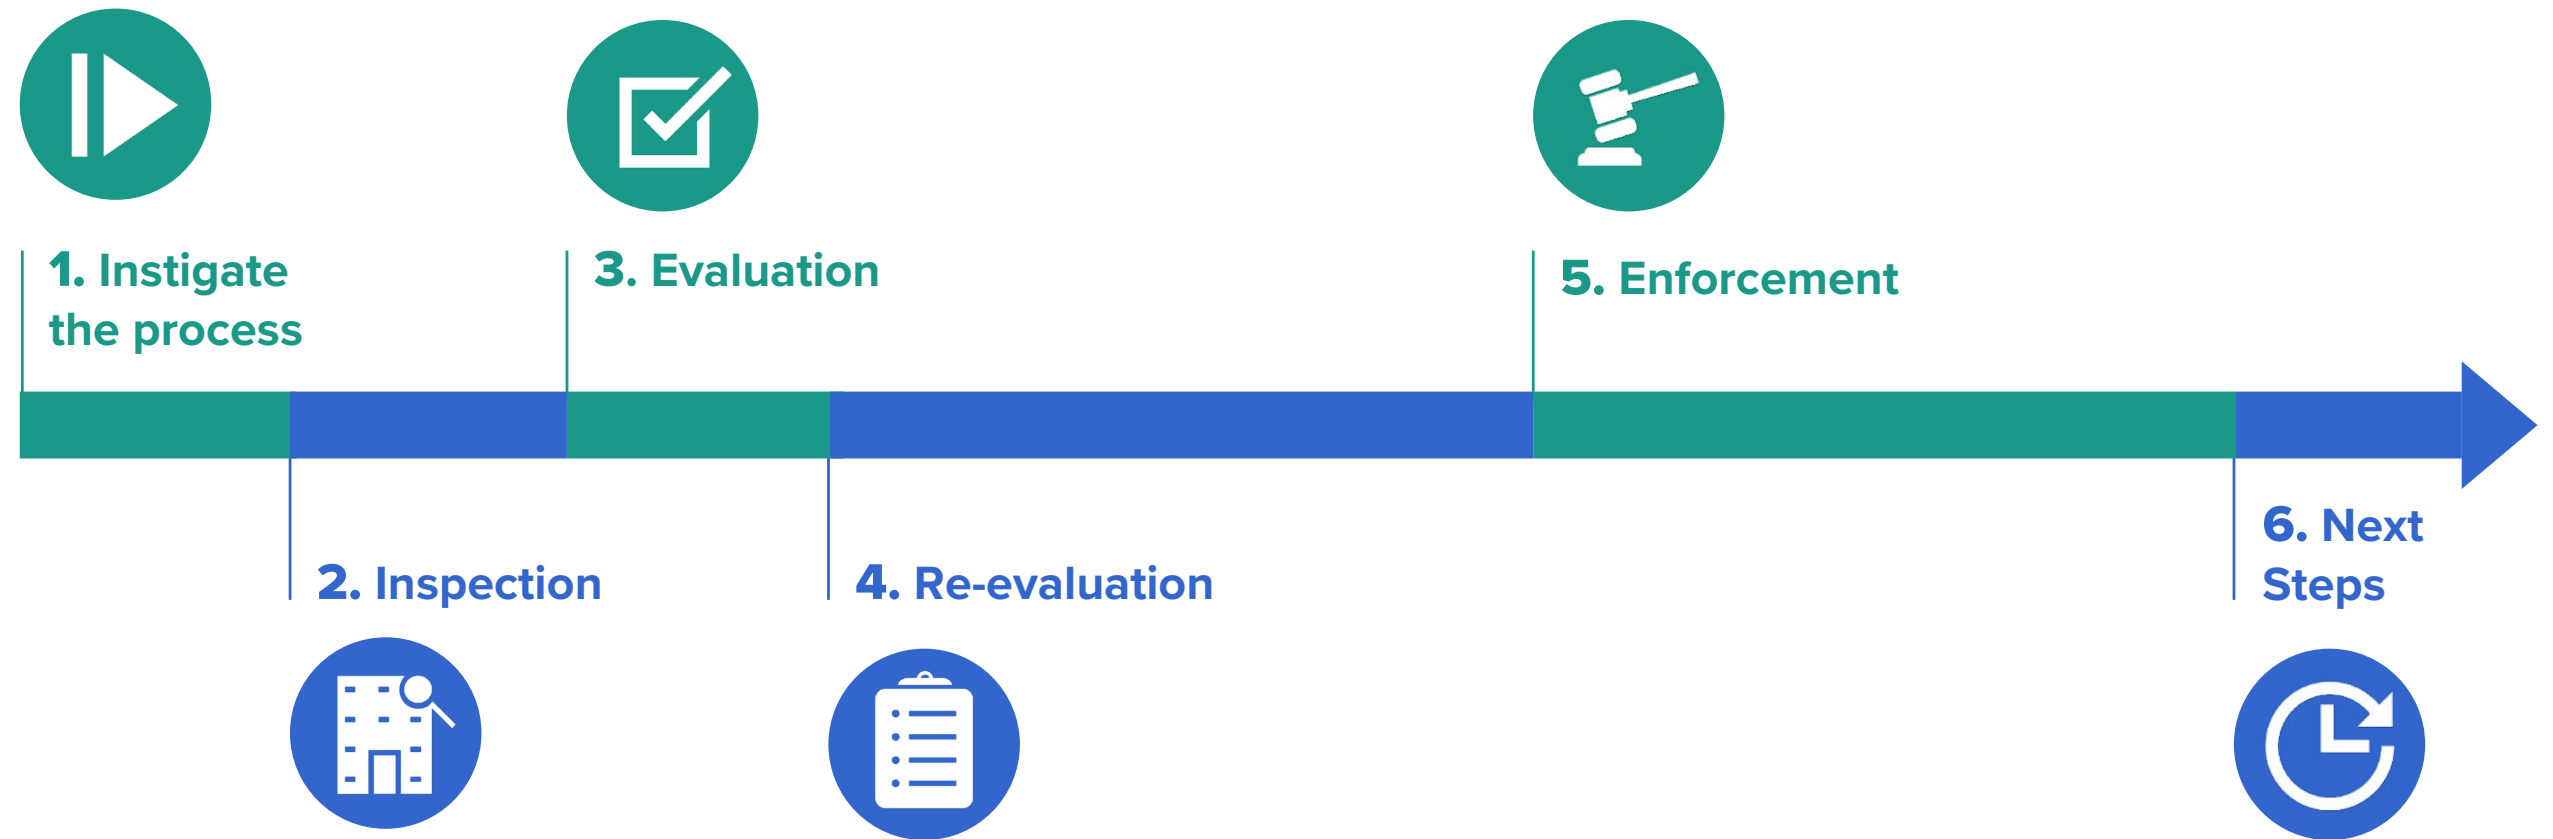 1. Instigate
the process
2. Inspection
3. Evaluation
4. Re-evaluation
5. Enforcement
6. Next
Steps